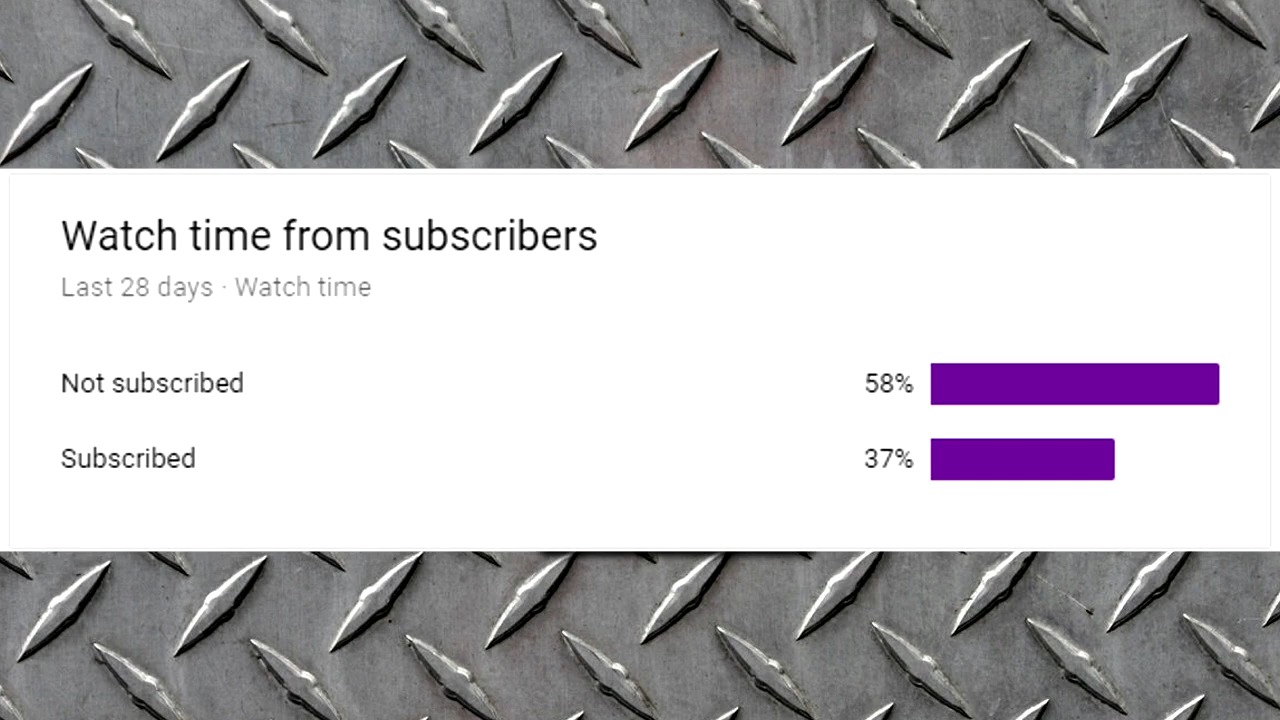 Watch time from subscribers
Last 28 days · Watch time
Not subscribed 58%
Subscribed 37%